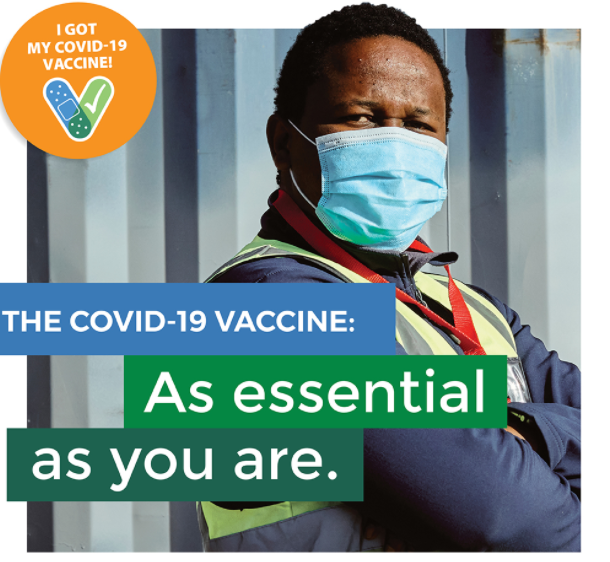 I GOT
MY COVID-19
VACCINE!
THE COVID-19 VACCINE:
As essential
as you are.